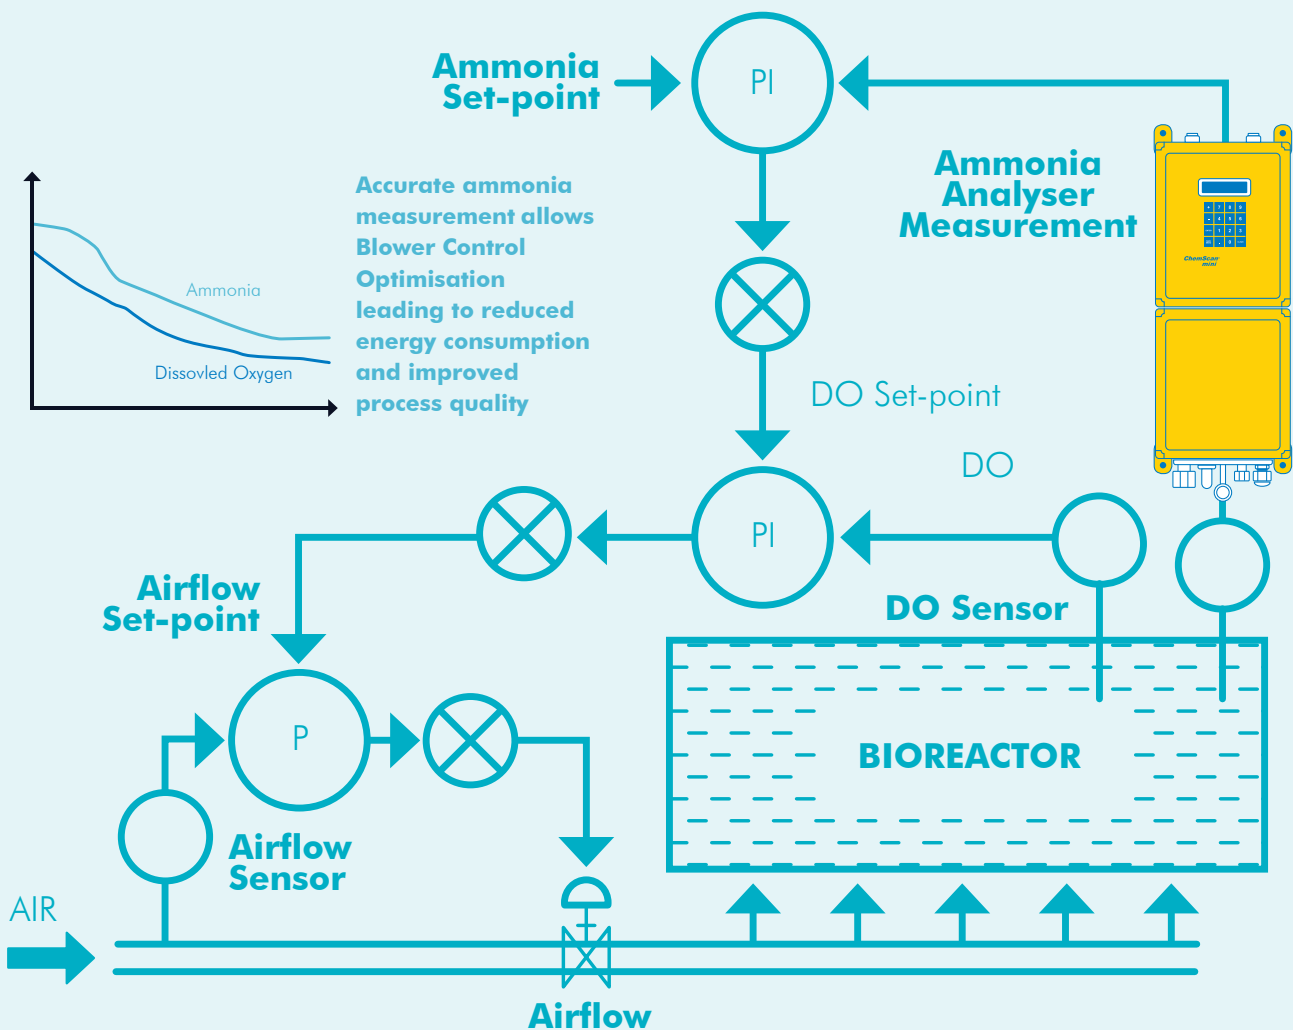 Ammonia
Set-point
PI
Ammonia
Analyser
Measurement
ChemScan
mini
Accurate ammonia
measurement allows
Blower Control
Optimisation
leading to reduced
energy consumption
and improved
process quality
Ammonia
Dissovled Oxygen
DO Set-point
DO
PI
Airflow
Set-point
DO Sensor
P
BIOREACTOR
Airflow
Sensor
AIR
Airflow